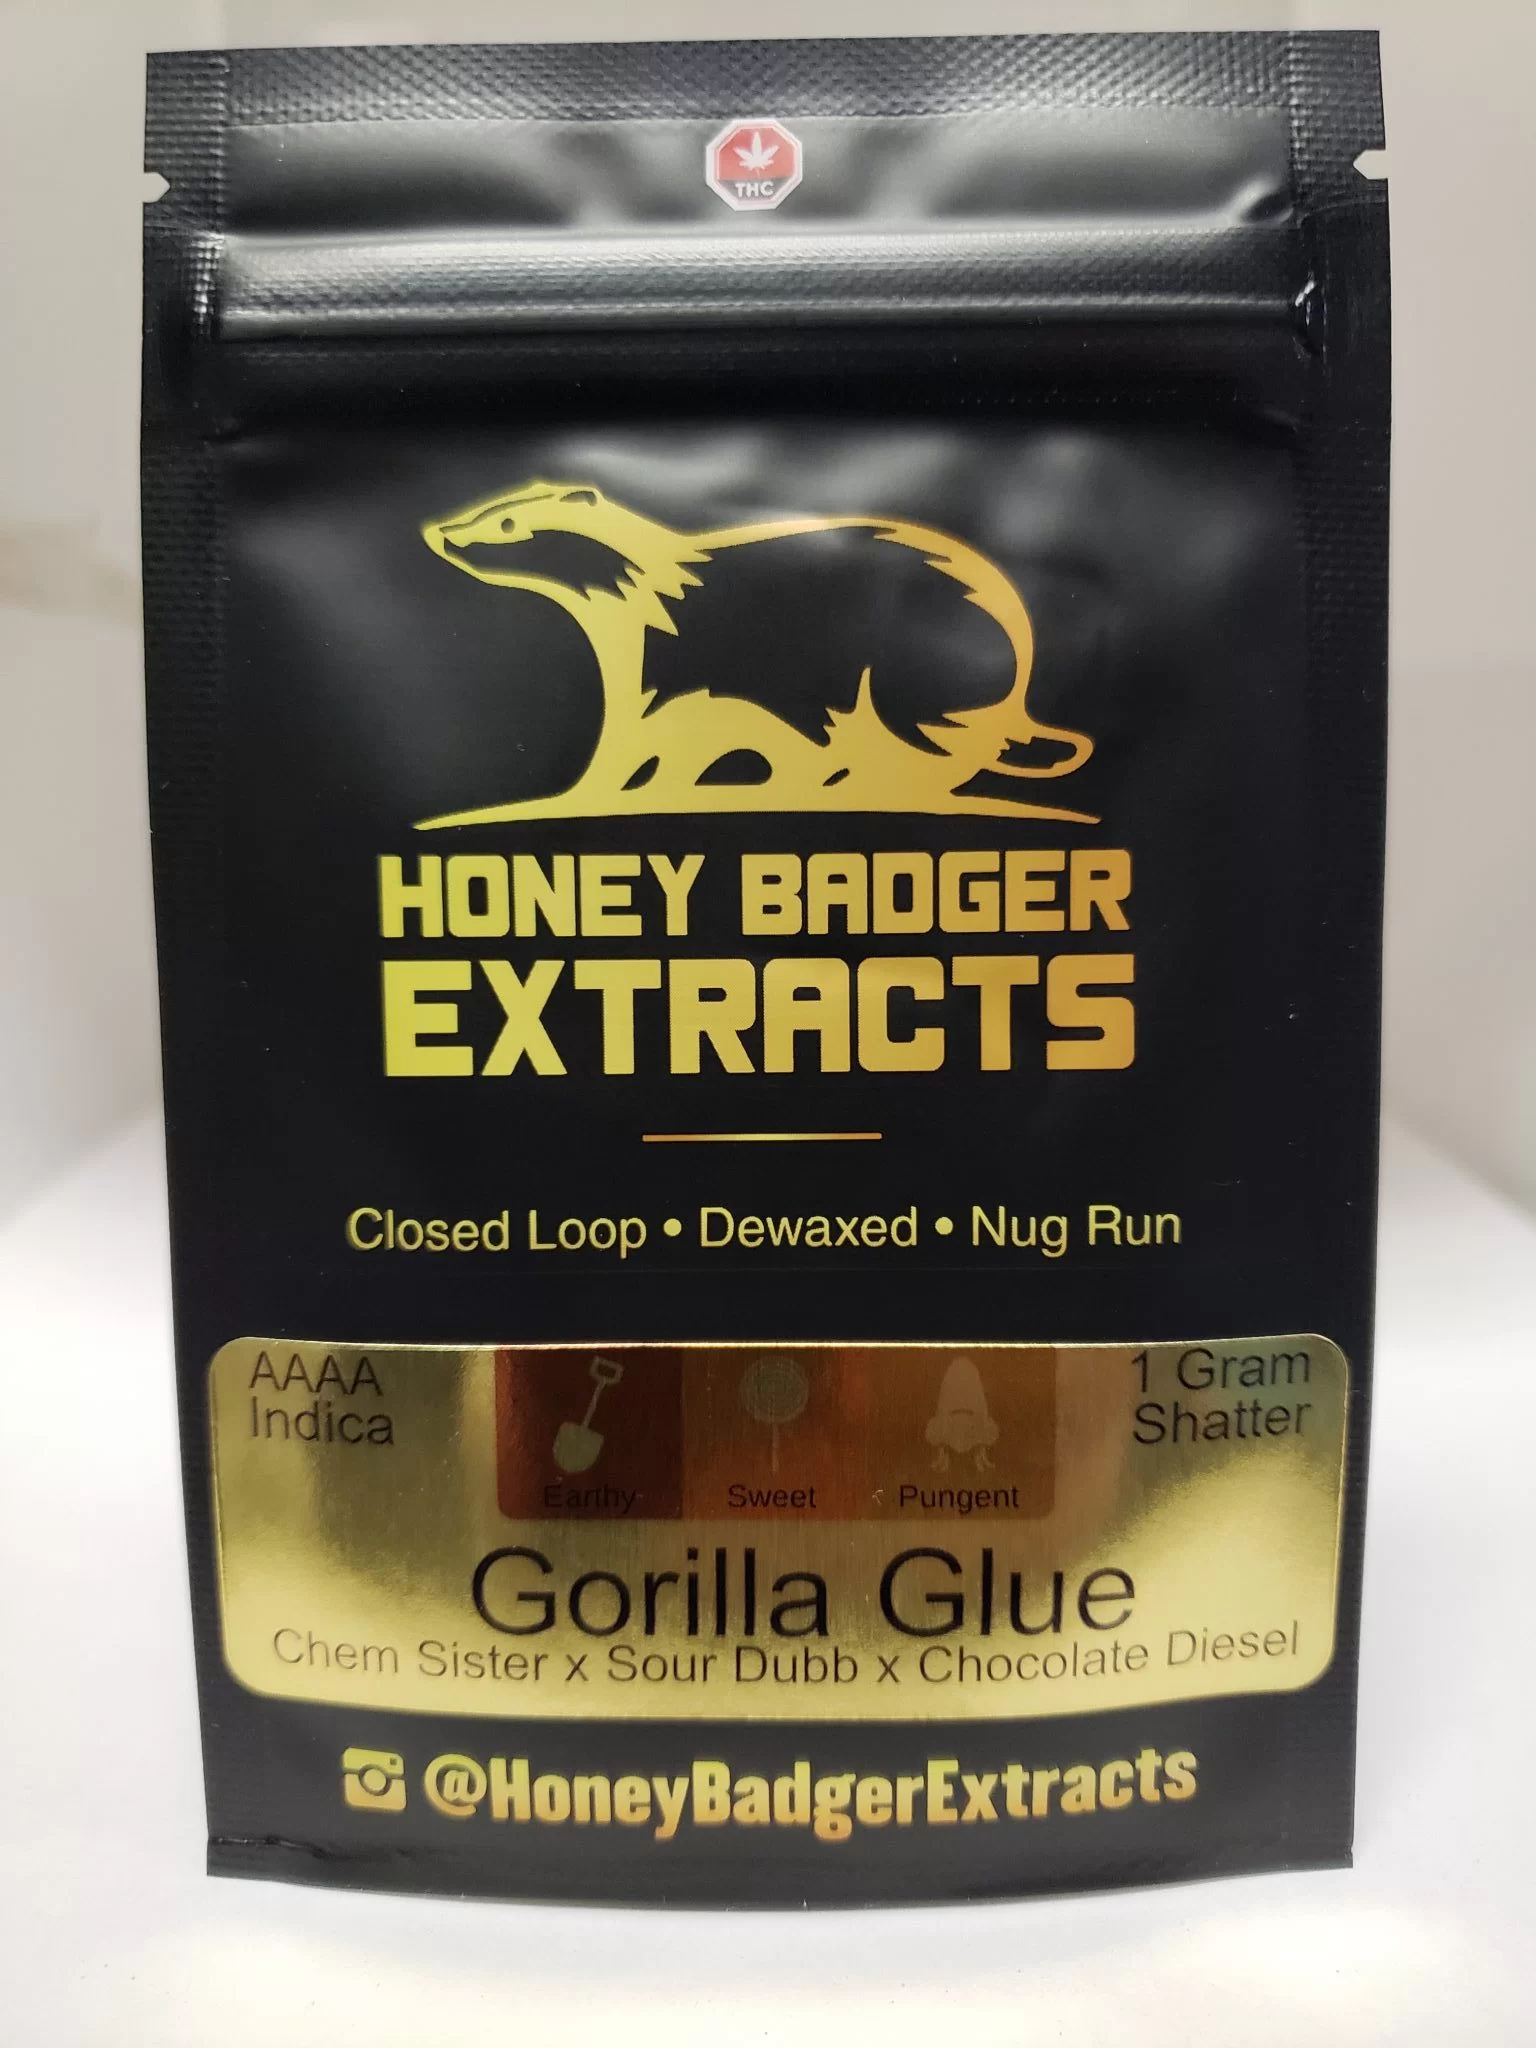 THC
HONEY BADGER
EXTRACTS
Closed Loop • Dewaxed • Nug Run
AAAA
Indica
1 Gram
Shatter
Earthy
Sweet
Pungent
Gorilla Glue
Chem Sister x Sour Dubb x Chocolate Diesel
@HoneyBadgerExtracts